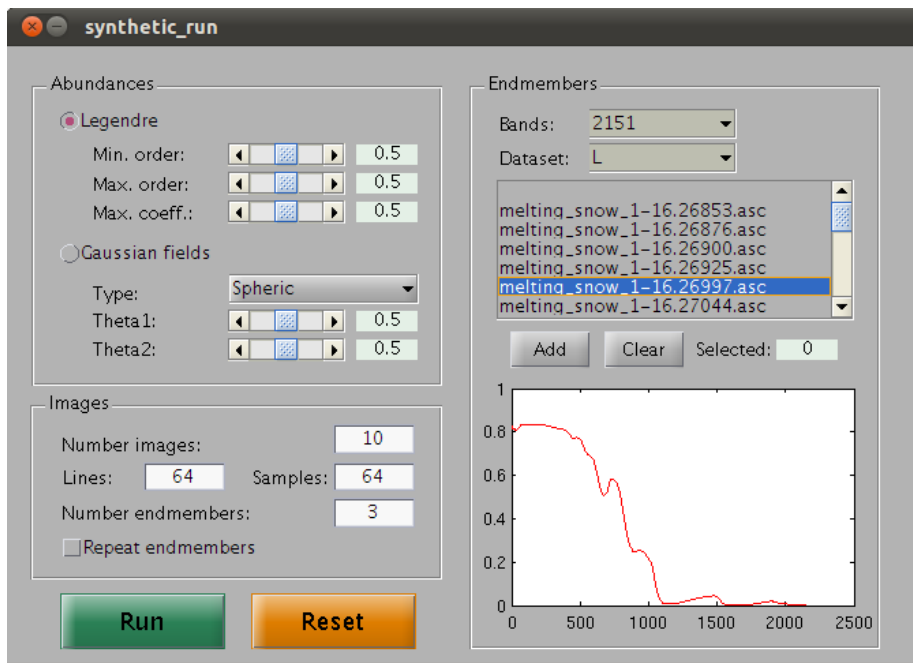 synthetic_run
Abundances
Legendre
Min. order: 0.5
Max. order: 0.5
Max. coeff.: 0.5
Gaussian fields
Type: Spheric
Theta1: 0.5
Theta2: 0.5
Images
Number images: 10
Lines: 64 Samples: 64
Number endmembers: 3
Repeat endmembers
Run Reset
Endmembers
Bands: 2151
Dataset: L
melting_snow_1-16.26853.asc
melting_snow_1-16.26876.asc
melting_snow_1-16.26900.asc
melting_snow_1-16.26925.asc
melting_snow_1-16.26997.asc
melting_snow_1-16.27044.asc
Add Clear Selected: 0
1
0.8
0.6
0.4
0.2
0
0 500 1000 1500 2000 2500